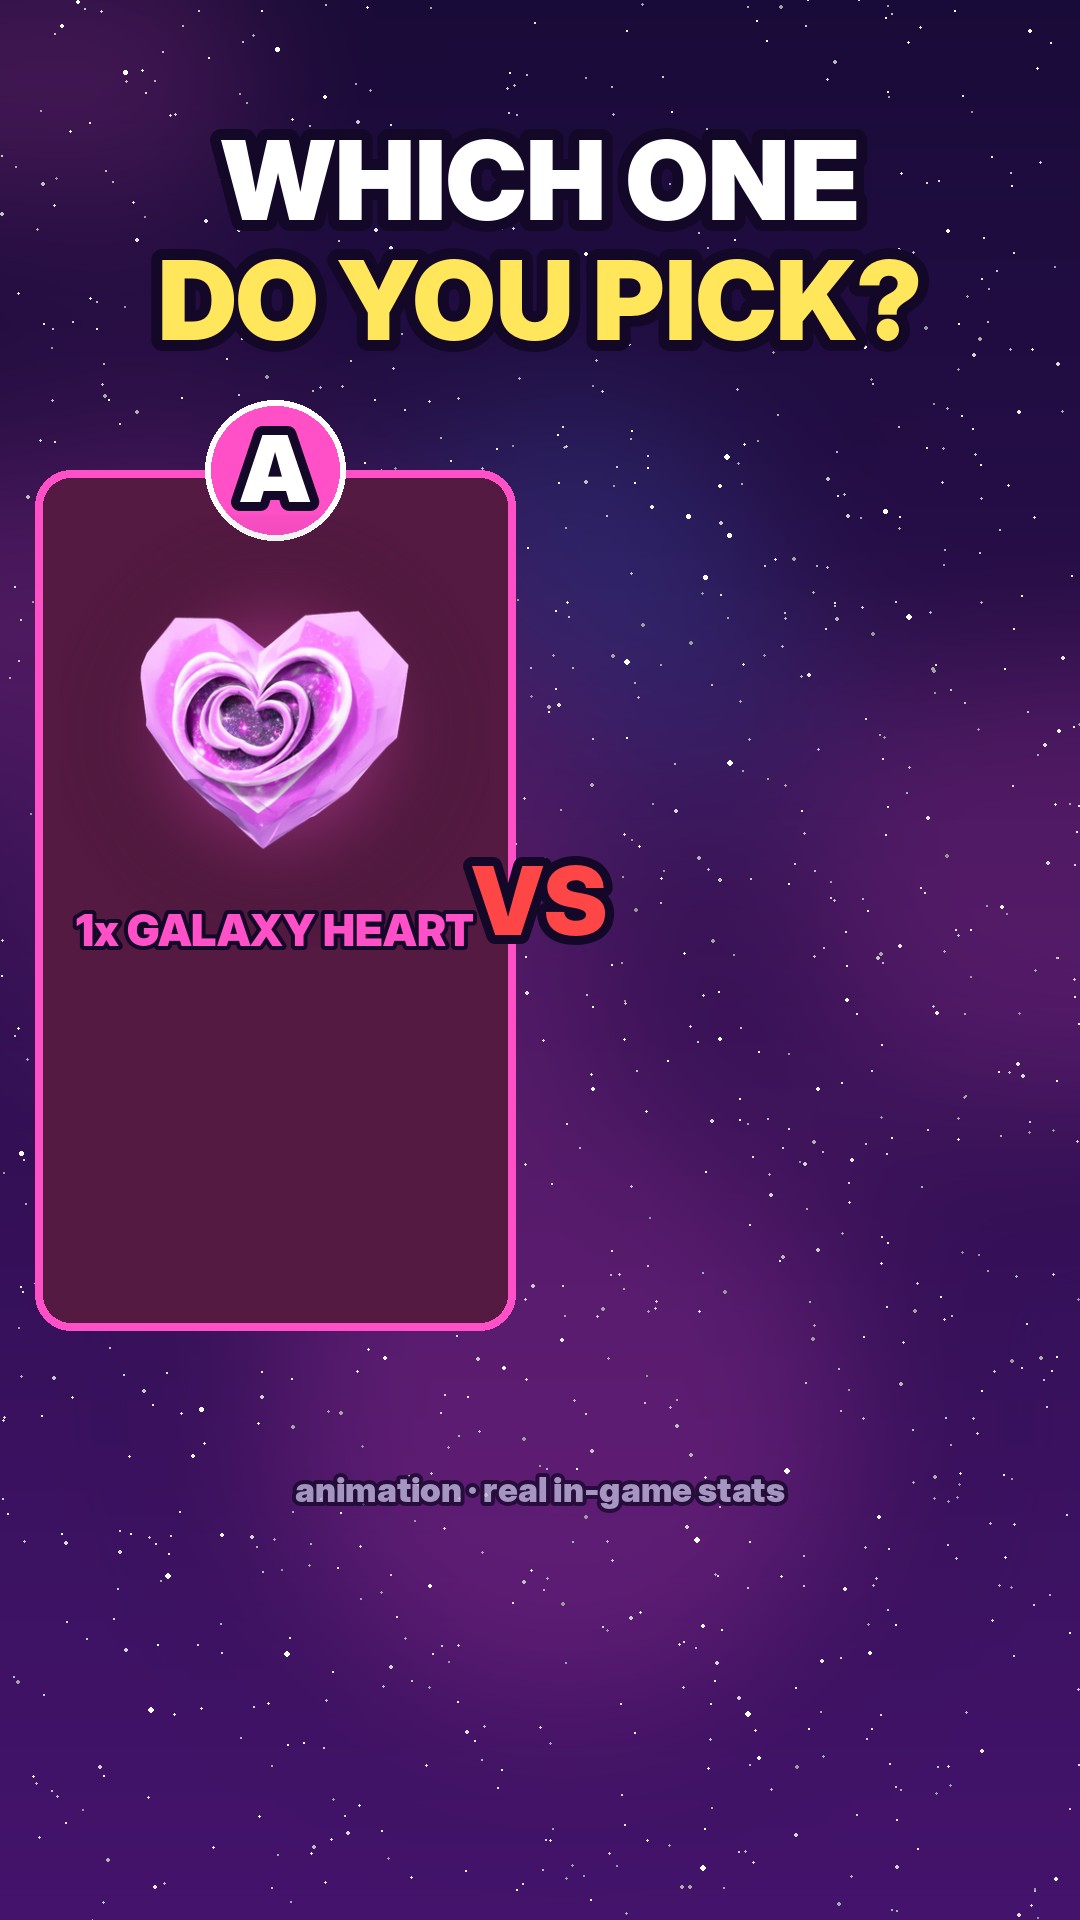 WHICH ONE
DO YOU PICK?
A
1x GALAXY HEART
VS
animation · real in-game stats